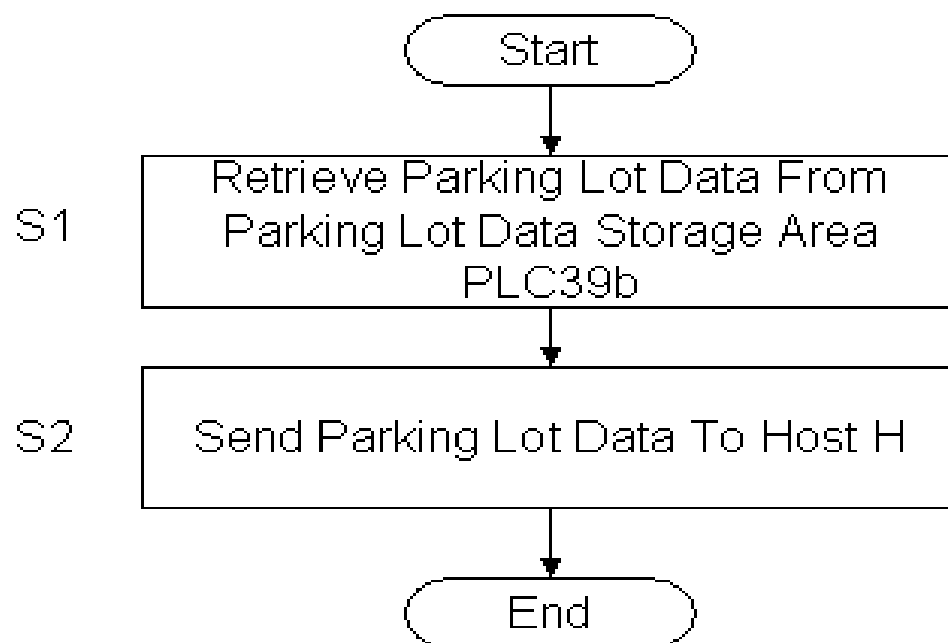 Start
S1
Retrieve Parking Lot Data From
Parking Lot Data Storage Area
PLC39b
S2
Send Parking Lot Data To Host H
End